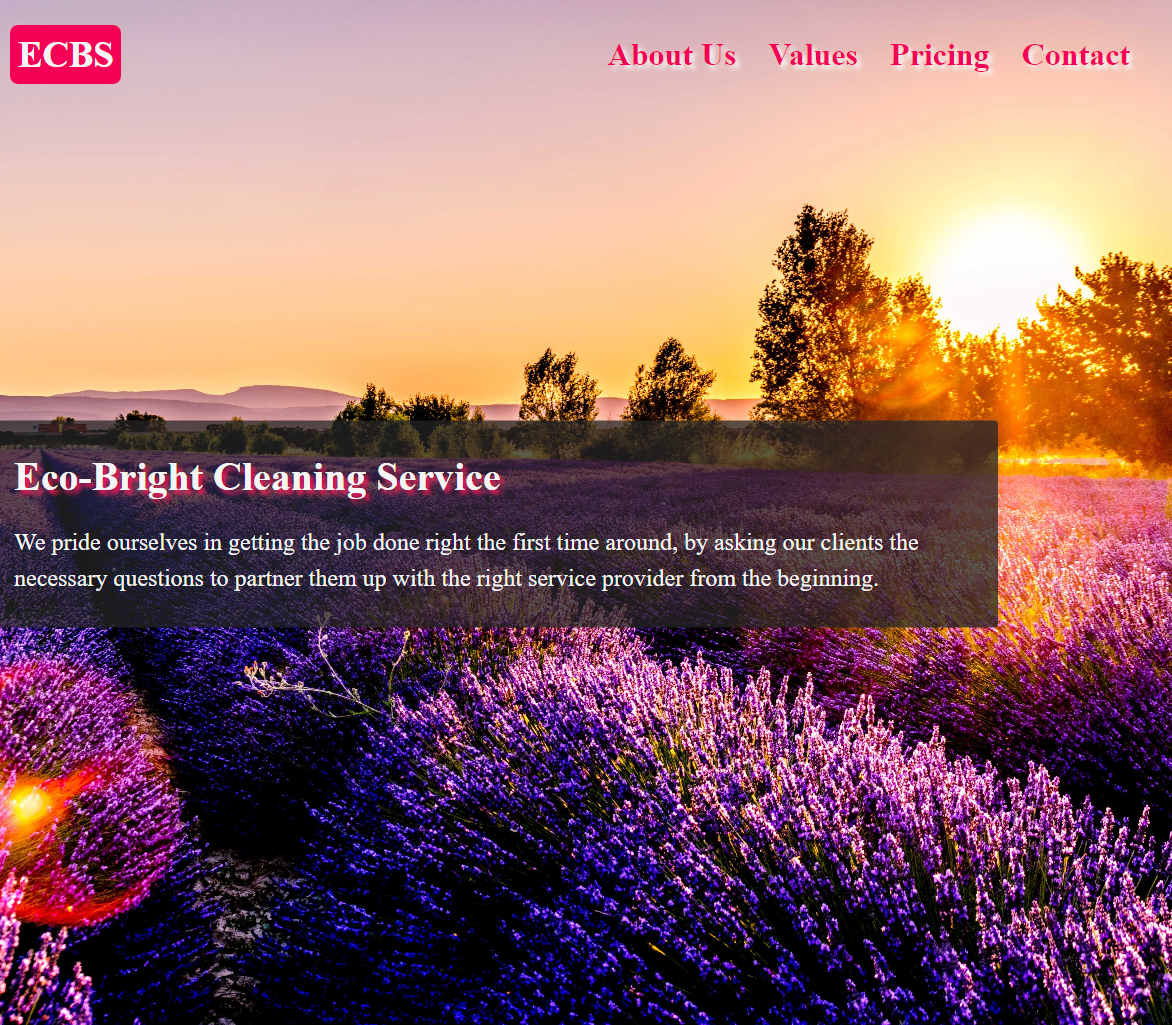 ECBS
About Us Values Pricing Contact
Eco-Bright Cleaning Service
We pride ourselves in getting the job done right the first time around, by asking our clients the
necessary questions to partner them up with the right service provider from the beginning.